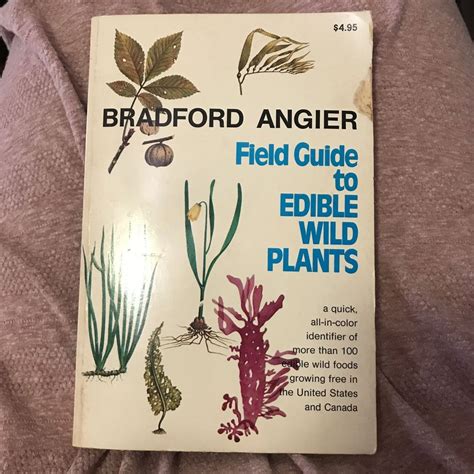 $4.95
BRADFORD ANGIER
Field Guide
to
EDIBLE
WILD
PLANTS
a quick,
all-in-color
identifier of
more than 100
edible wild foods
growing free in
the United States
and Canada